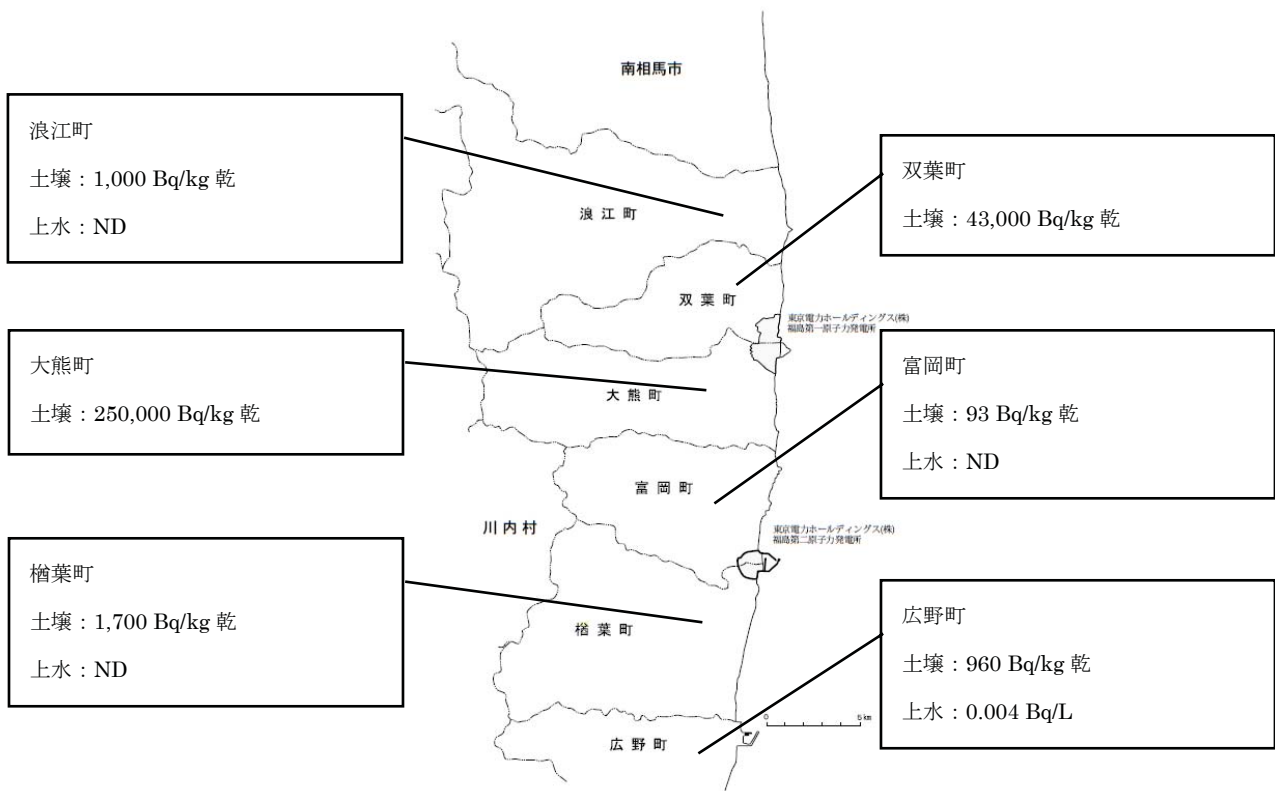 南相馬市
浪江町
土壌：1,000 Bq/kg 乾
上水：ND
双葉町
土壌：43,000 Bq/kg 乾
浪江町
双葉町
東京電力ホールディングス(株)
福島第一原子力発電所
大熊町
土壌：250,000 Bq/kg 乾
富岡町
土壌：93 Bq/kg 乾
上水：ND
大熊町
富岡町
川内村
東京電力ホールディングス(株)
福島第二原子力発電所
楢葉町
土壌：1,700 Bq/kg 乾
上水：ND
広野町
土壌：960 Bq/kg 乾
上水：0.004 Bq/L
楢葉町
0 5km
広野町